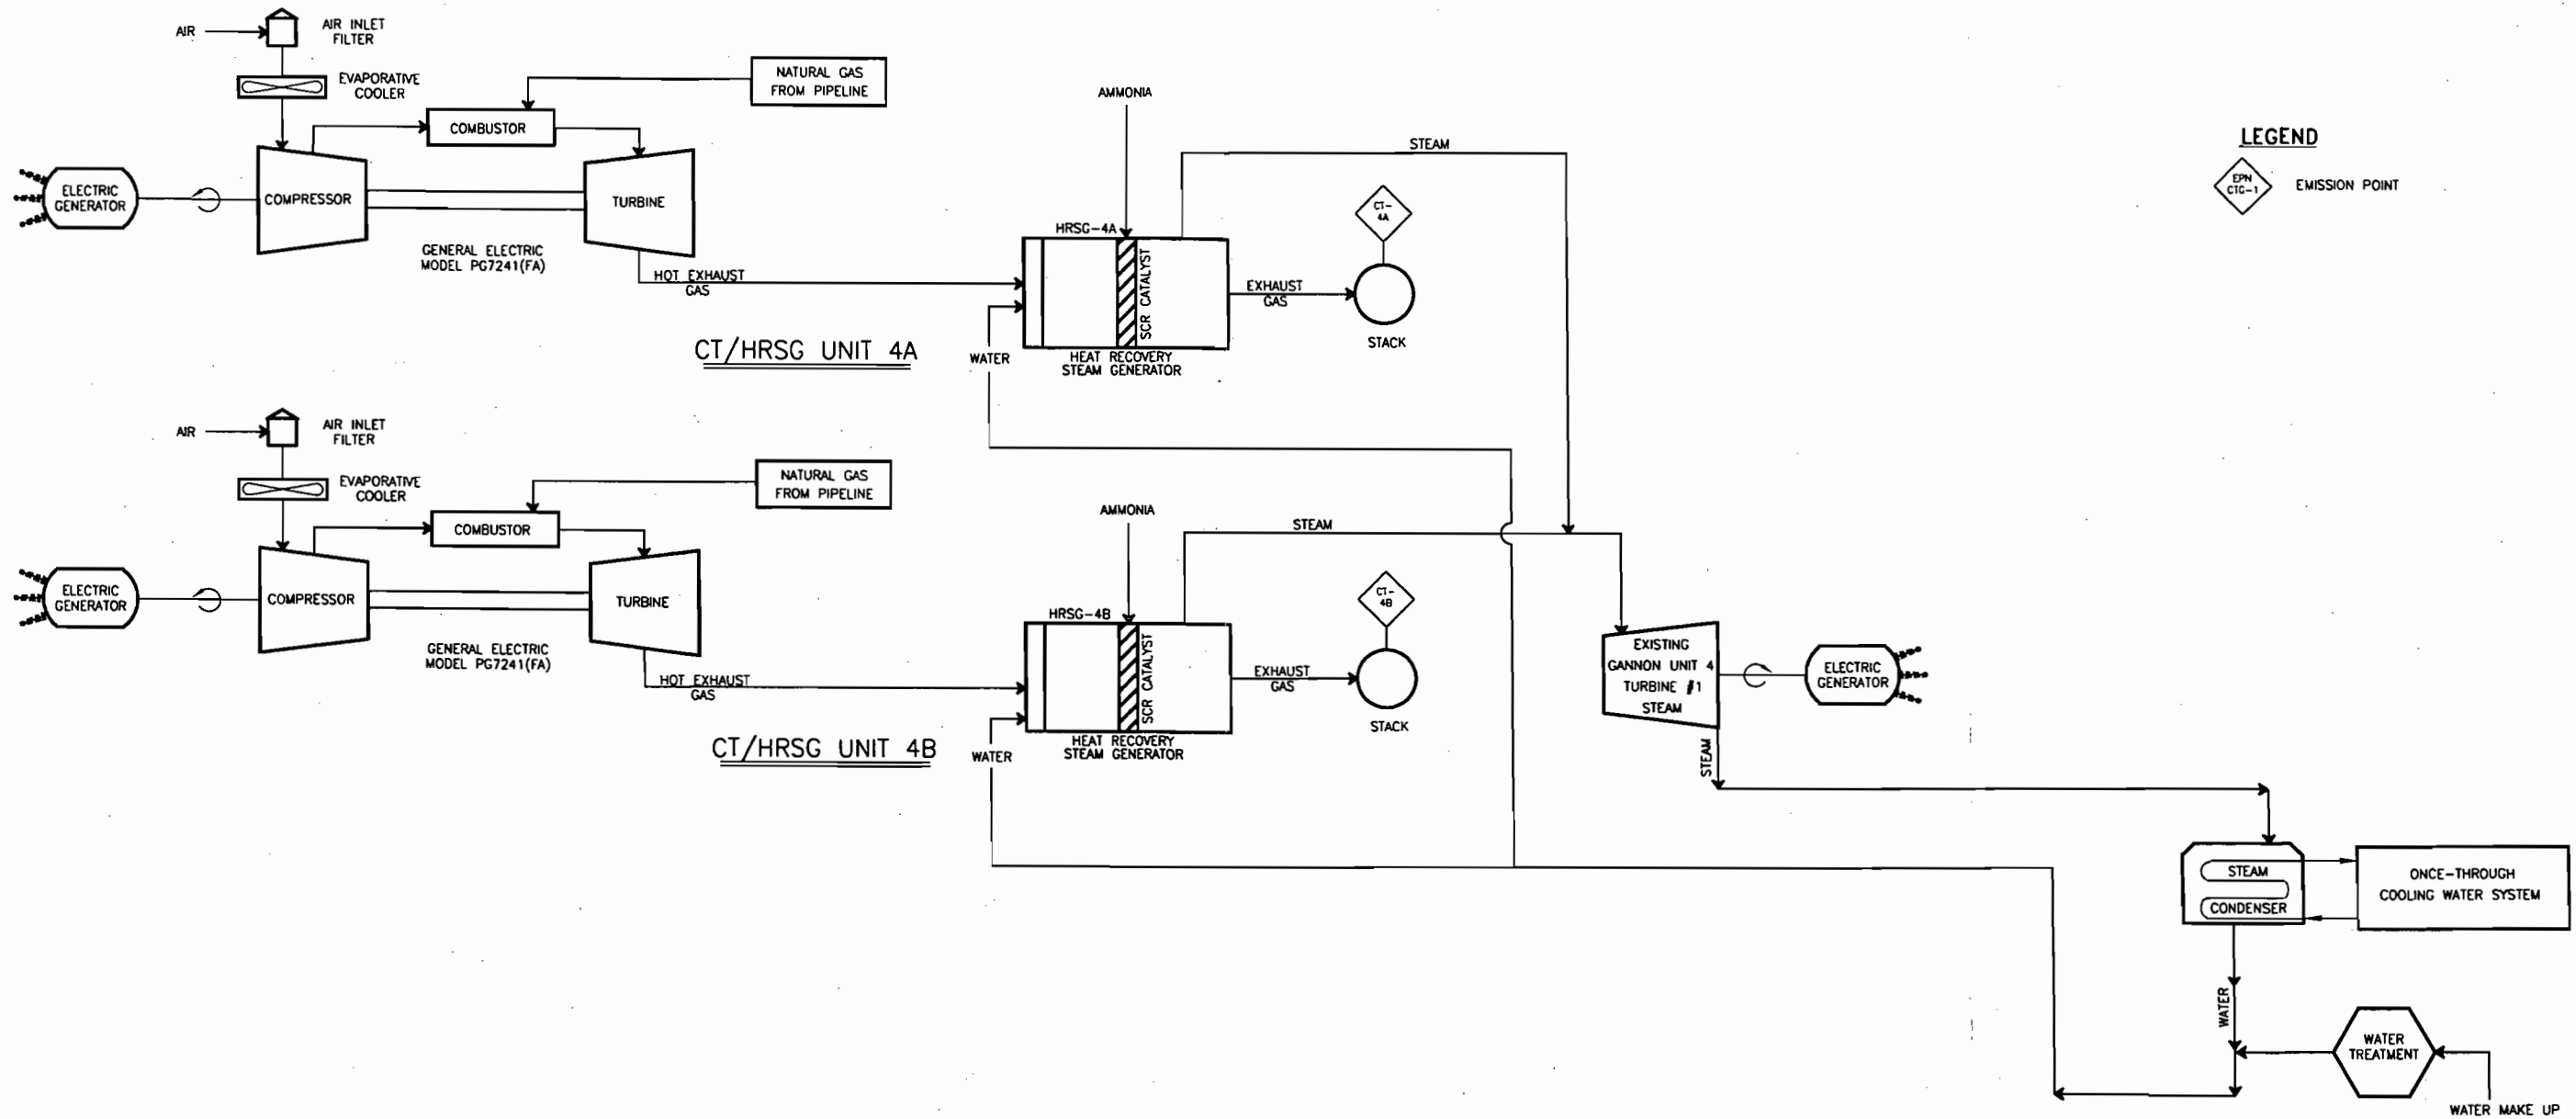 AIR
AIR INLET
FILTER
EVAPORATIVE
COOLER
NATURAL GAS
FROM PIPELINE
COMBUSTOR
ELECTRIC
GENERATOR
COMPRESSOR
TURBINE
GENERAL ELECTRIC
MODEL PG7241(FA)
HOT EXHAUST
GAS
CT/HRSG UNIT 4A
AMMONIA
STEAM
HRSG-4A
SCR CATALYST
HEAT RECOVERY
STEAM GENERATOR
WATER
EXHAUST
GAS
CT-
4A
STACK
LEGEND
EPN
CTG-1
EMISSION POINT
AIR
AIR INLET
FILTER
EVAPORATIVE
COOLER
NATURAL GAS
FROM PIPELINE
COMBUSTOR
ELECTRIC
GENERATOR
COMPRESSOR
TURBINE
GENERAL ELECTRIC
MODEL PG7241(FA)
HOT EXHAUST
GAS
CT/HRSG UNIT 4B
AMMONIA
STEAM
HRSG-4B
SCR CATALYST
HEAT RECOVERY
STEAM GENERATOR
WATER
EXHAUST
GAS
CT-
4B
STACK
EXISTING
GANNON UNIT 4
TURBINE #1
STEAM
ELECTRIC
GENERATOR
STEAM
STEAM
CONDENSER
ONCE-THROUGH
COOLING WATER SYSTEM
WATER
WATER
TREATMENT
WATER MAKE UP